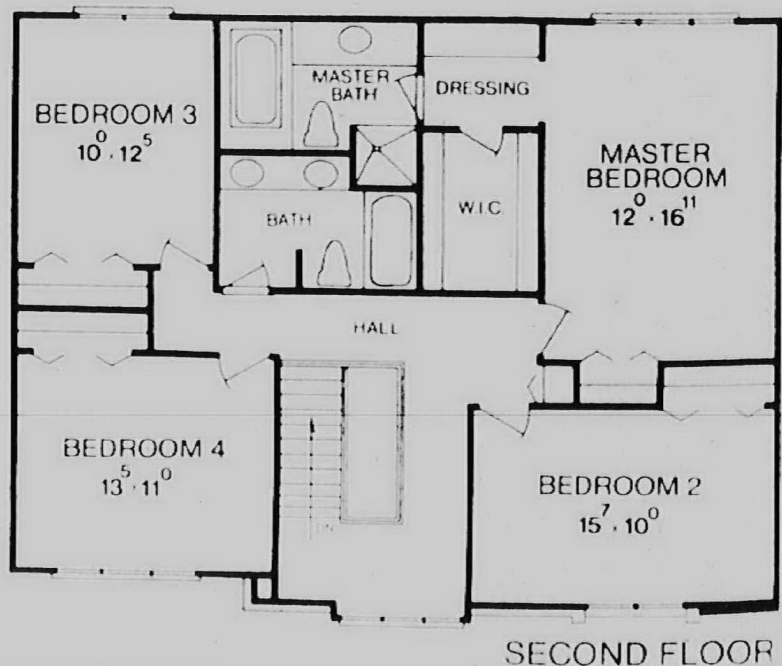 BEDROOM 3
10⁰ · 12⁵
MASTER
BATH
DRESSING
MASTER
BEDROOM
12⁰ · 16¹¹
BATH
W.I.C.
HALL
BEDROOM 4
13⁵ · 11⁰
DN
BEDROOM 2
15⁷ · 10⁰
SECOND FLOOR